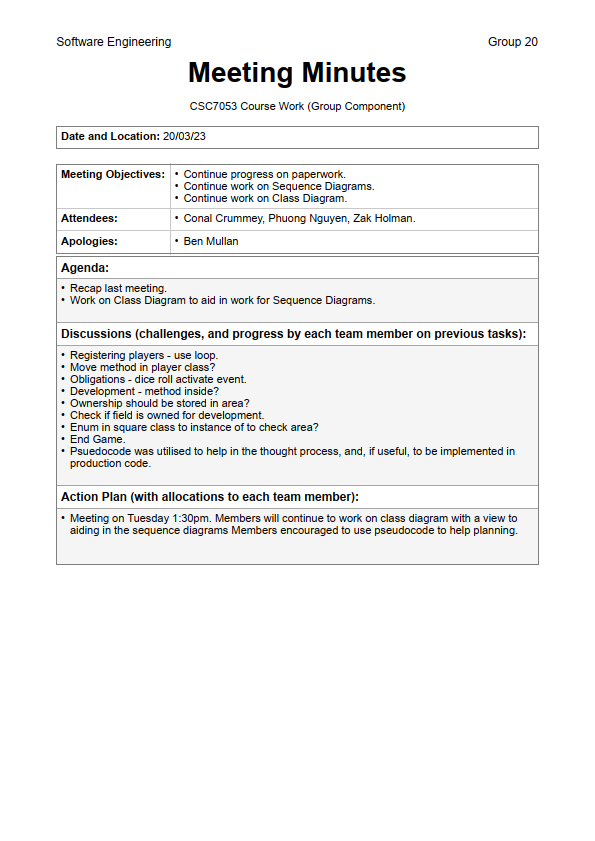 Software Engineering Group 20
Meeting Minutes
CSC7053 Course Work (Group Component)
Date and Location: 20/03/23
Meeting Objectives: • Continue progress on paperwork.
• Continue work on Sequence Diagrams.
• Continue work on Class Diagram.
Attendees: • Conal Crummey, Phuong Nguyen, Zak Holman.
Apologies: • Ben Mullan
Agenda:
• Recap last meeting.
• Work on Class Diagram to aid in work for Sequence Diagrams.
Discussions (challenges, and progress by each team member on previous tasks):
• Registering players - use loop.
• Move method in player class?
• Obligations - dice roll activate event.
• Development - method inside?
• Ownership should be stored in area?
• Check if field is owned for development.
• Enum in square class to instance of to check area?
• End Game.
• Psuedocode was utilised to help in the thought process, and, if useful, to be implemented in
production code.
Action Plan (with allocations to each team member):
• Meeting on Tuesday 1:30pm. Members will continue to work on class diagram with a view to
aiding in the sequence diagrams Members encouraged to use pseudocode to help planning.